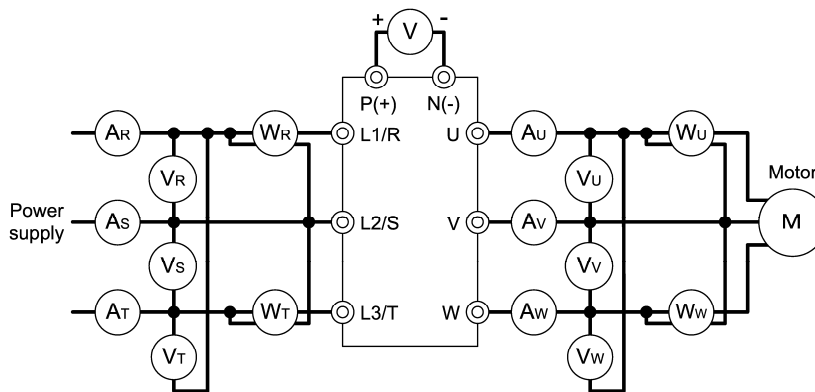 + V -
P(+) N(-)
AR WR L1/R U AU WU
VR VU
Motor
Power supply
AS L2/S V AV M
VS VV
AT WT L3/T W AW WW
VT VW